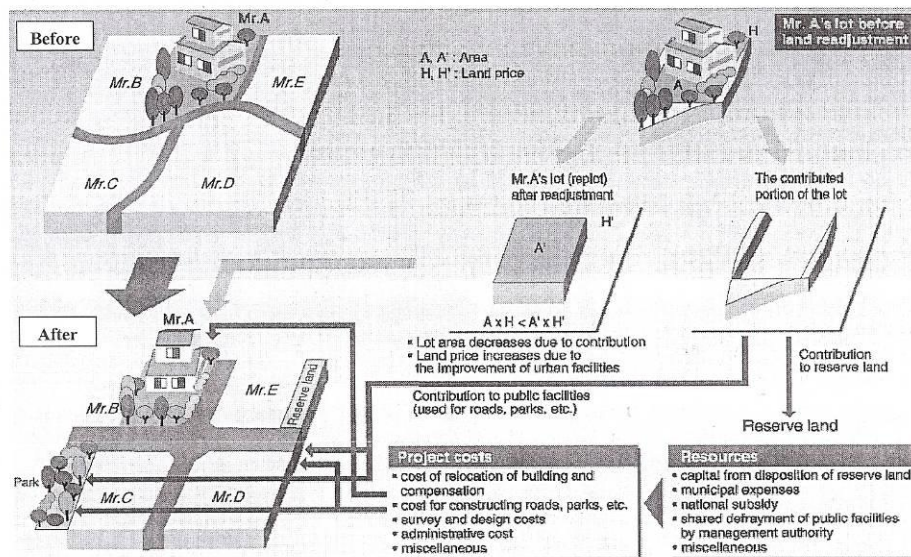 Before
Mr.A
Mr.B
Mr.E
Mr.C
Mr.D
A, A' : Area
H, H' : Land price
H
A
Mr. A's lot before
land readjustment
Mr.A's lot (replot)
after readjustment
The contributed
portion of the lot
H'
A'
A x H < A' x H'
• Lot area decreases due to contribution
• Land price increases due to
the improvement of urban facilities
Contribution to public facilities
(used for roads, parks. etc.)
Contribution
to reserve land
Reserve land
After
Mr.A
Mr.B
Mr.E
Reserve land
Park
Mr.C
Mr.D
Project costs
• cost of relocation of building and
compensation
• cost for constructing roads, parks, etc.
• survey and design costs
• administrative cost
• miscellaneous
Resources
• capital from disposition of reserve land
• municipal expenses
• national subsidy
• shared defrayment of public facilities
by management authority
• miscellaneous